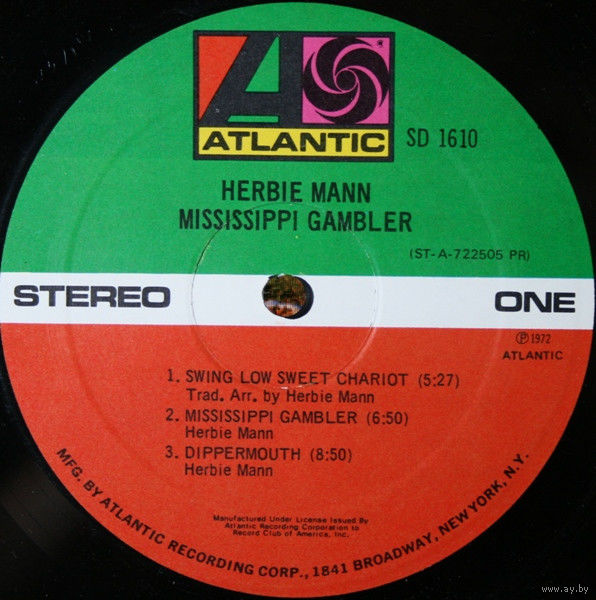 ATLANTIC
SD 1610
HERBIE MANN
MISSISSIPPI GAMBLER
(ST-A-722505 PR)
STEREO
ONE
Ⓟ1972
ATLANTIC
1. SWING LOW SWEET CHARIOT (5:27)
Trad. Arr. by Herbie Mann
2. MISSISSIPPI GAMBLER (6:50)
Herbie Mann
3. DIPPERMOUTH (8:50)
Herbie Mann
Manufactured Under License Issued By
Atlantic Recording Corporation to
Record Club of America, Inc.
MFG. BY ATLANTIC RECORDING CORP., 1841 BROADWAY, NEW YORK, N.Y.
www.ay.by